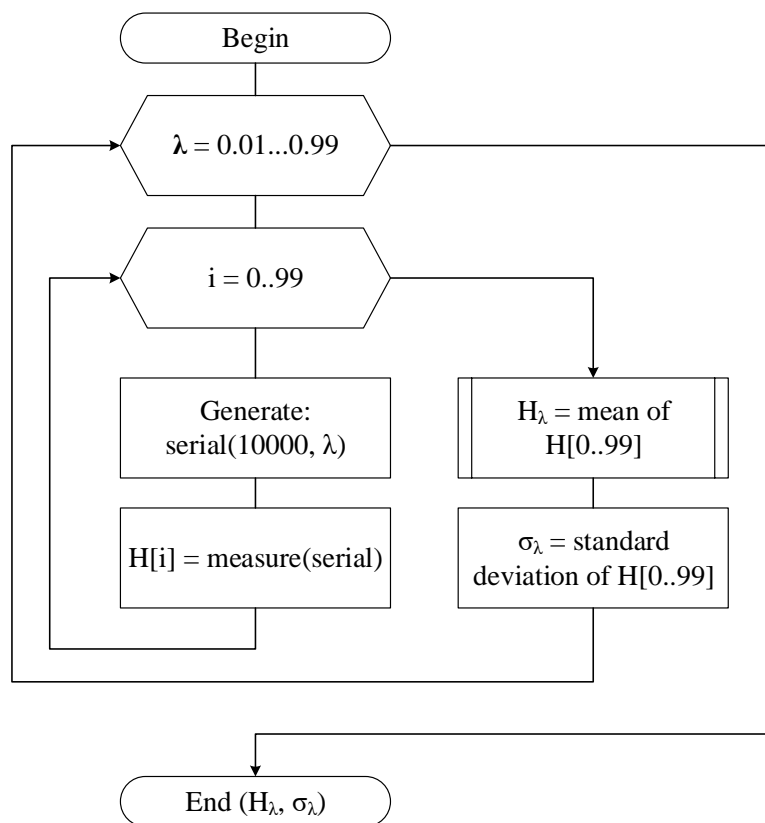 Begin
λ = 0.01...0.99
i = 0..99
Generate:
serial(10000, λ)
H[i] = measure(serial)
Hλ = mean of
H[0..99]
σλ = standard
deviation of H[0..99]
End (Hλ, σλ)